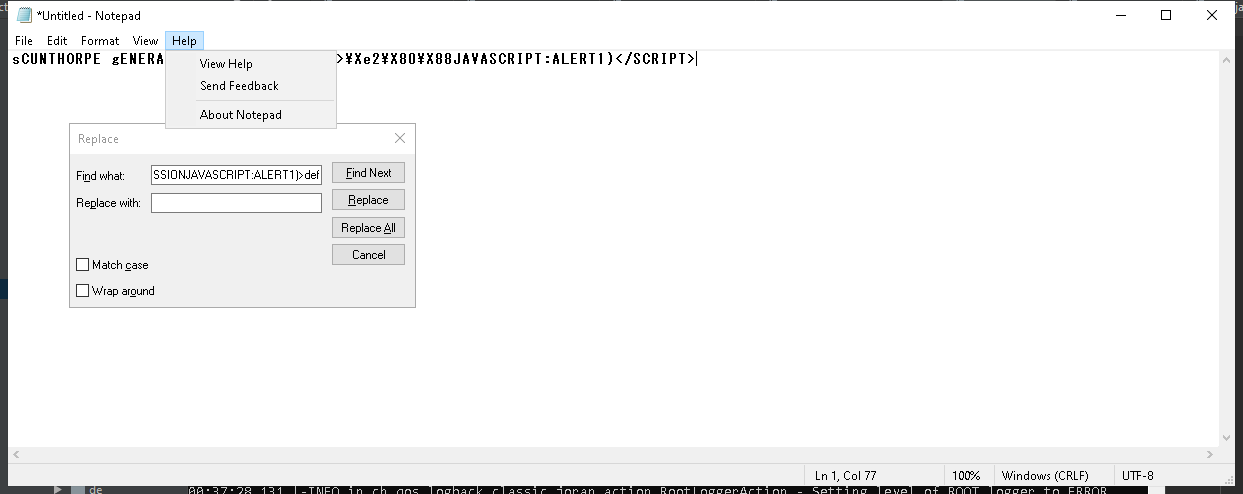 *Untitled - Notepad
File Edit Format View Help
sCUNTHORPE gENERA >¥Xe2¥X80¥X88JAVASCRIPT:ALERT1)</SCRIPT>
View Help
Send Feedback
About Notepad
Replace
Find what: SSIONJAVASCRIPT:ALERT1)>def Find Next
Replace with: Replace
Replace All
Cancel
Match case
Wrap around
Ln 1, Col 77 100% Windows (CRLF) UTF-8
de 00:37:28,131 |-INFO in ch.qos.logback.classic.joran.action.RootLoggerAction - Setting level of ROOT logger to ERROR